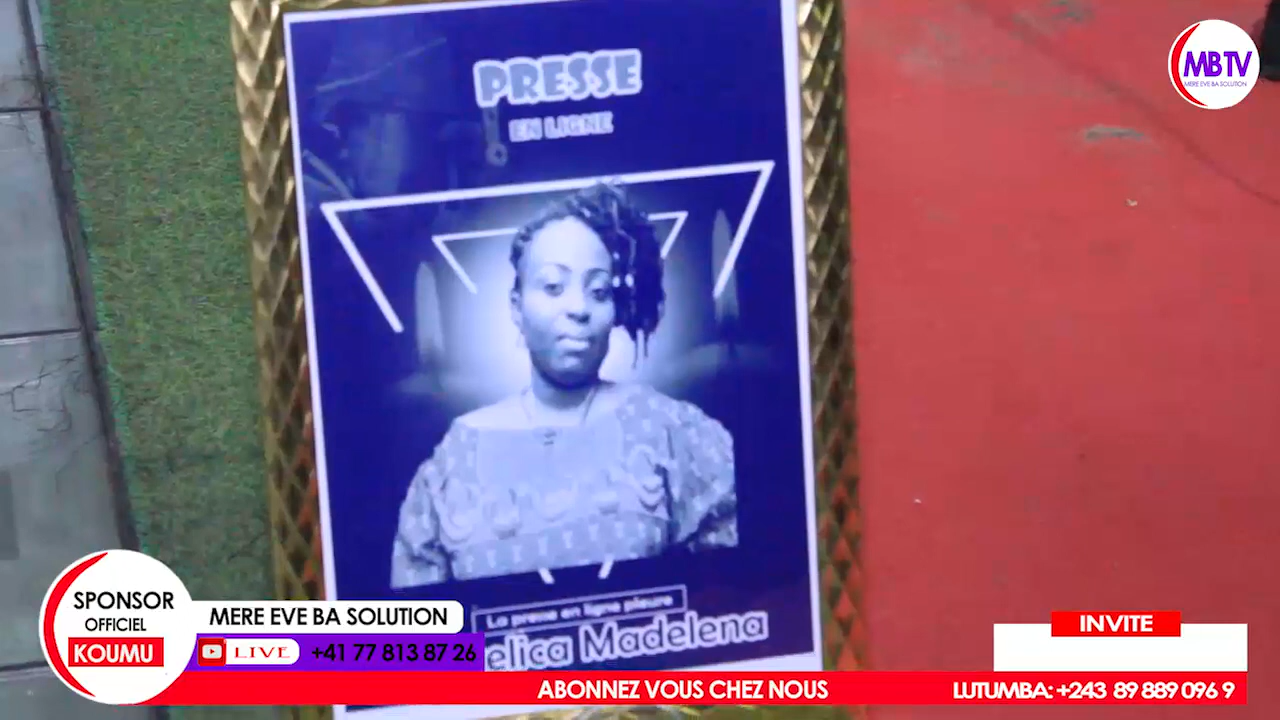 PRESSE
EN LIGNE
MB TV
MERE EVE BA SOLUTION
La presse en ligne pleure
elica Madelena
SPONSOR
OFFICIEL
KOUMU
MERE EVE BA SOLUTION
LIVE
+41 77 813 87 26
INVITE
ABONNEZ VOUS CHEZ NOUS
LUTUMBA: +243 89 889 096 9